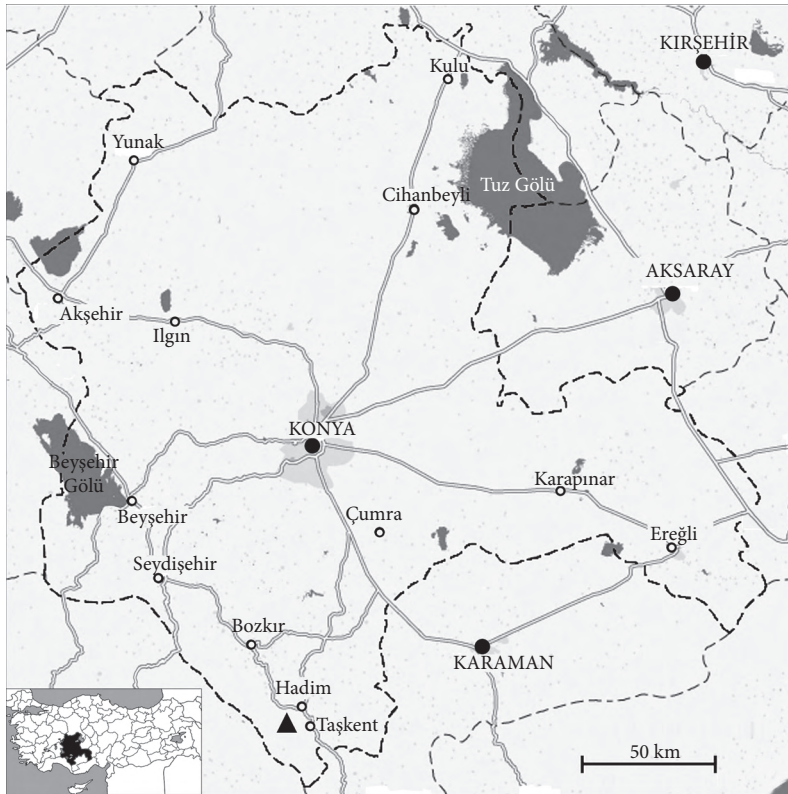 KIRŞEHİR
Kulu
Yunak
Cihanbeyli
Tuz Gölü
AKSARAY
Akşehir
Ilgın
KONYA
Beyşehir
Gölü
Karapınar
Beyşehir
Çumra
Ereğli
Seydişehir
Bozkır
KARAMAN
Hadim
Taşkent
50 km